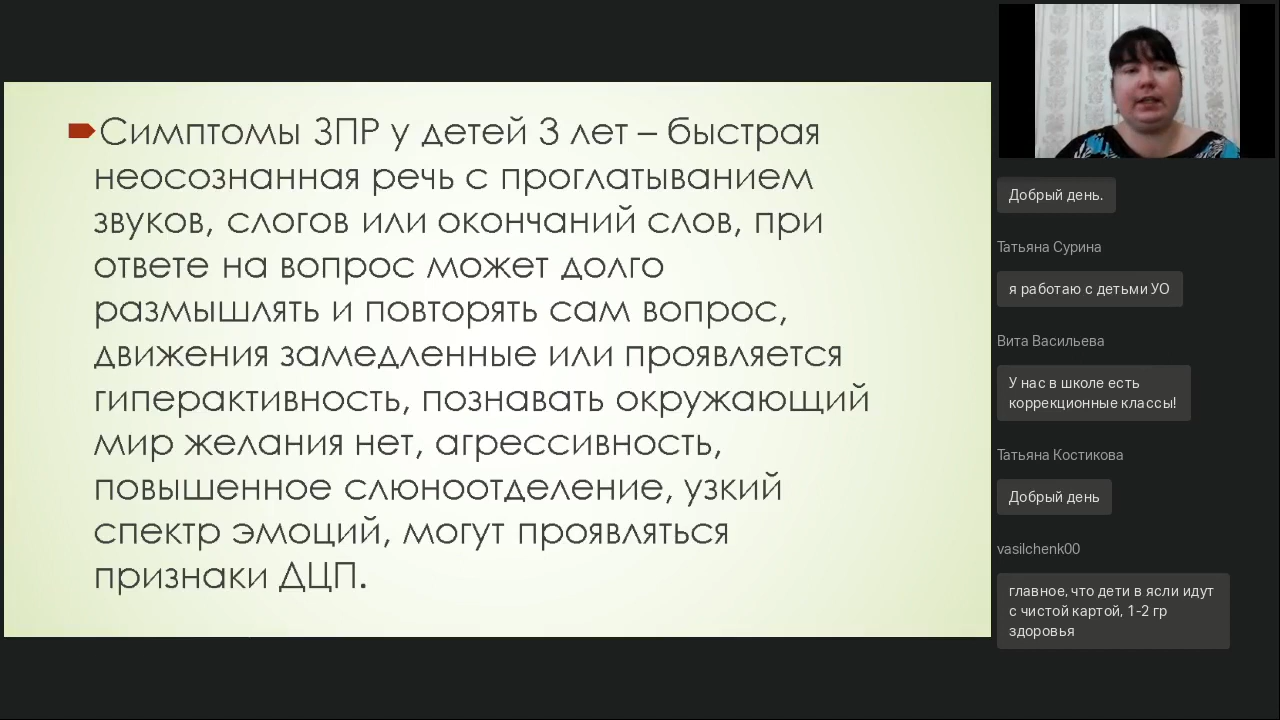 Симптомы ЗПР у детей 3 лет – быстрая
неосознанная речь с проглатыванием
звуков, слогов или окончаний слов, при
ответе на вопрос может долго
размышлять и повторять сам вопрос,
движения замедленные или проявляется
гиперактивность, познавать окружающий
мир желания нет, агрессивность,
повышенное слюноотделение, узкий
спектр эмоций, могут проявляться
признаки ДЦП.
Добрый день.
Татьяна Сурина
я работаю с детьми УО
Вита Васильева
У нас в школе есть
коррекционные классы!
Татьяна Костикова
Добрый день
vasilchenk00
главное, что дети в ясли идут
с чистой картой, 1-2 гр
здоровья